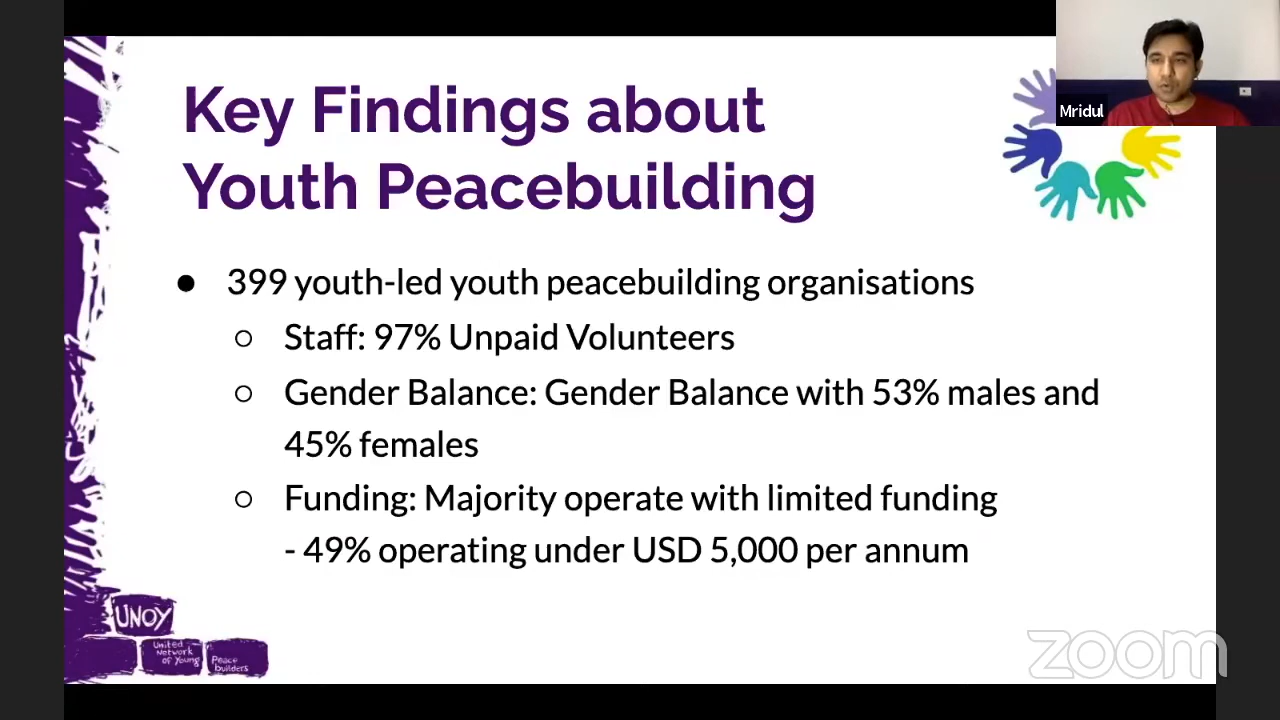 Key Findings about
Youth Peacebuilding
Mridul
● 399 youth-led youth peacebuilding organisations
○ Staff: 97% Unpaid Volunteers
○ Gender Balance: Gender Balance with 53% males and
45% females
○ Funding: Majority operate with limited funding
- 49% operating under USD 5,000 per annum
UNOY
United
Network
of Young
Peace
builders
zoom